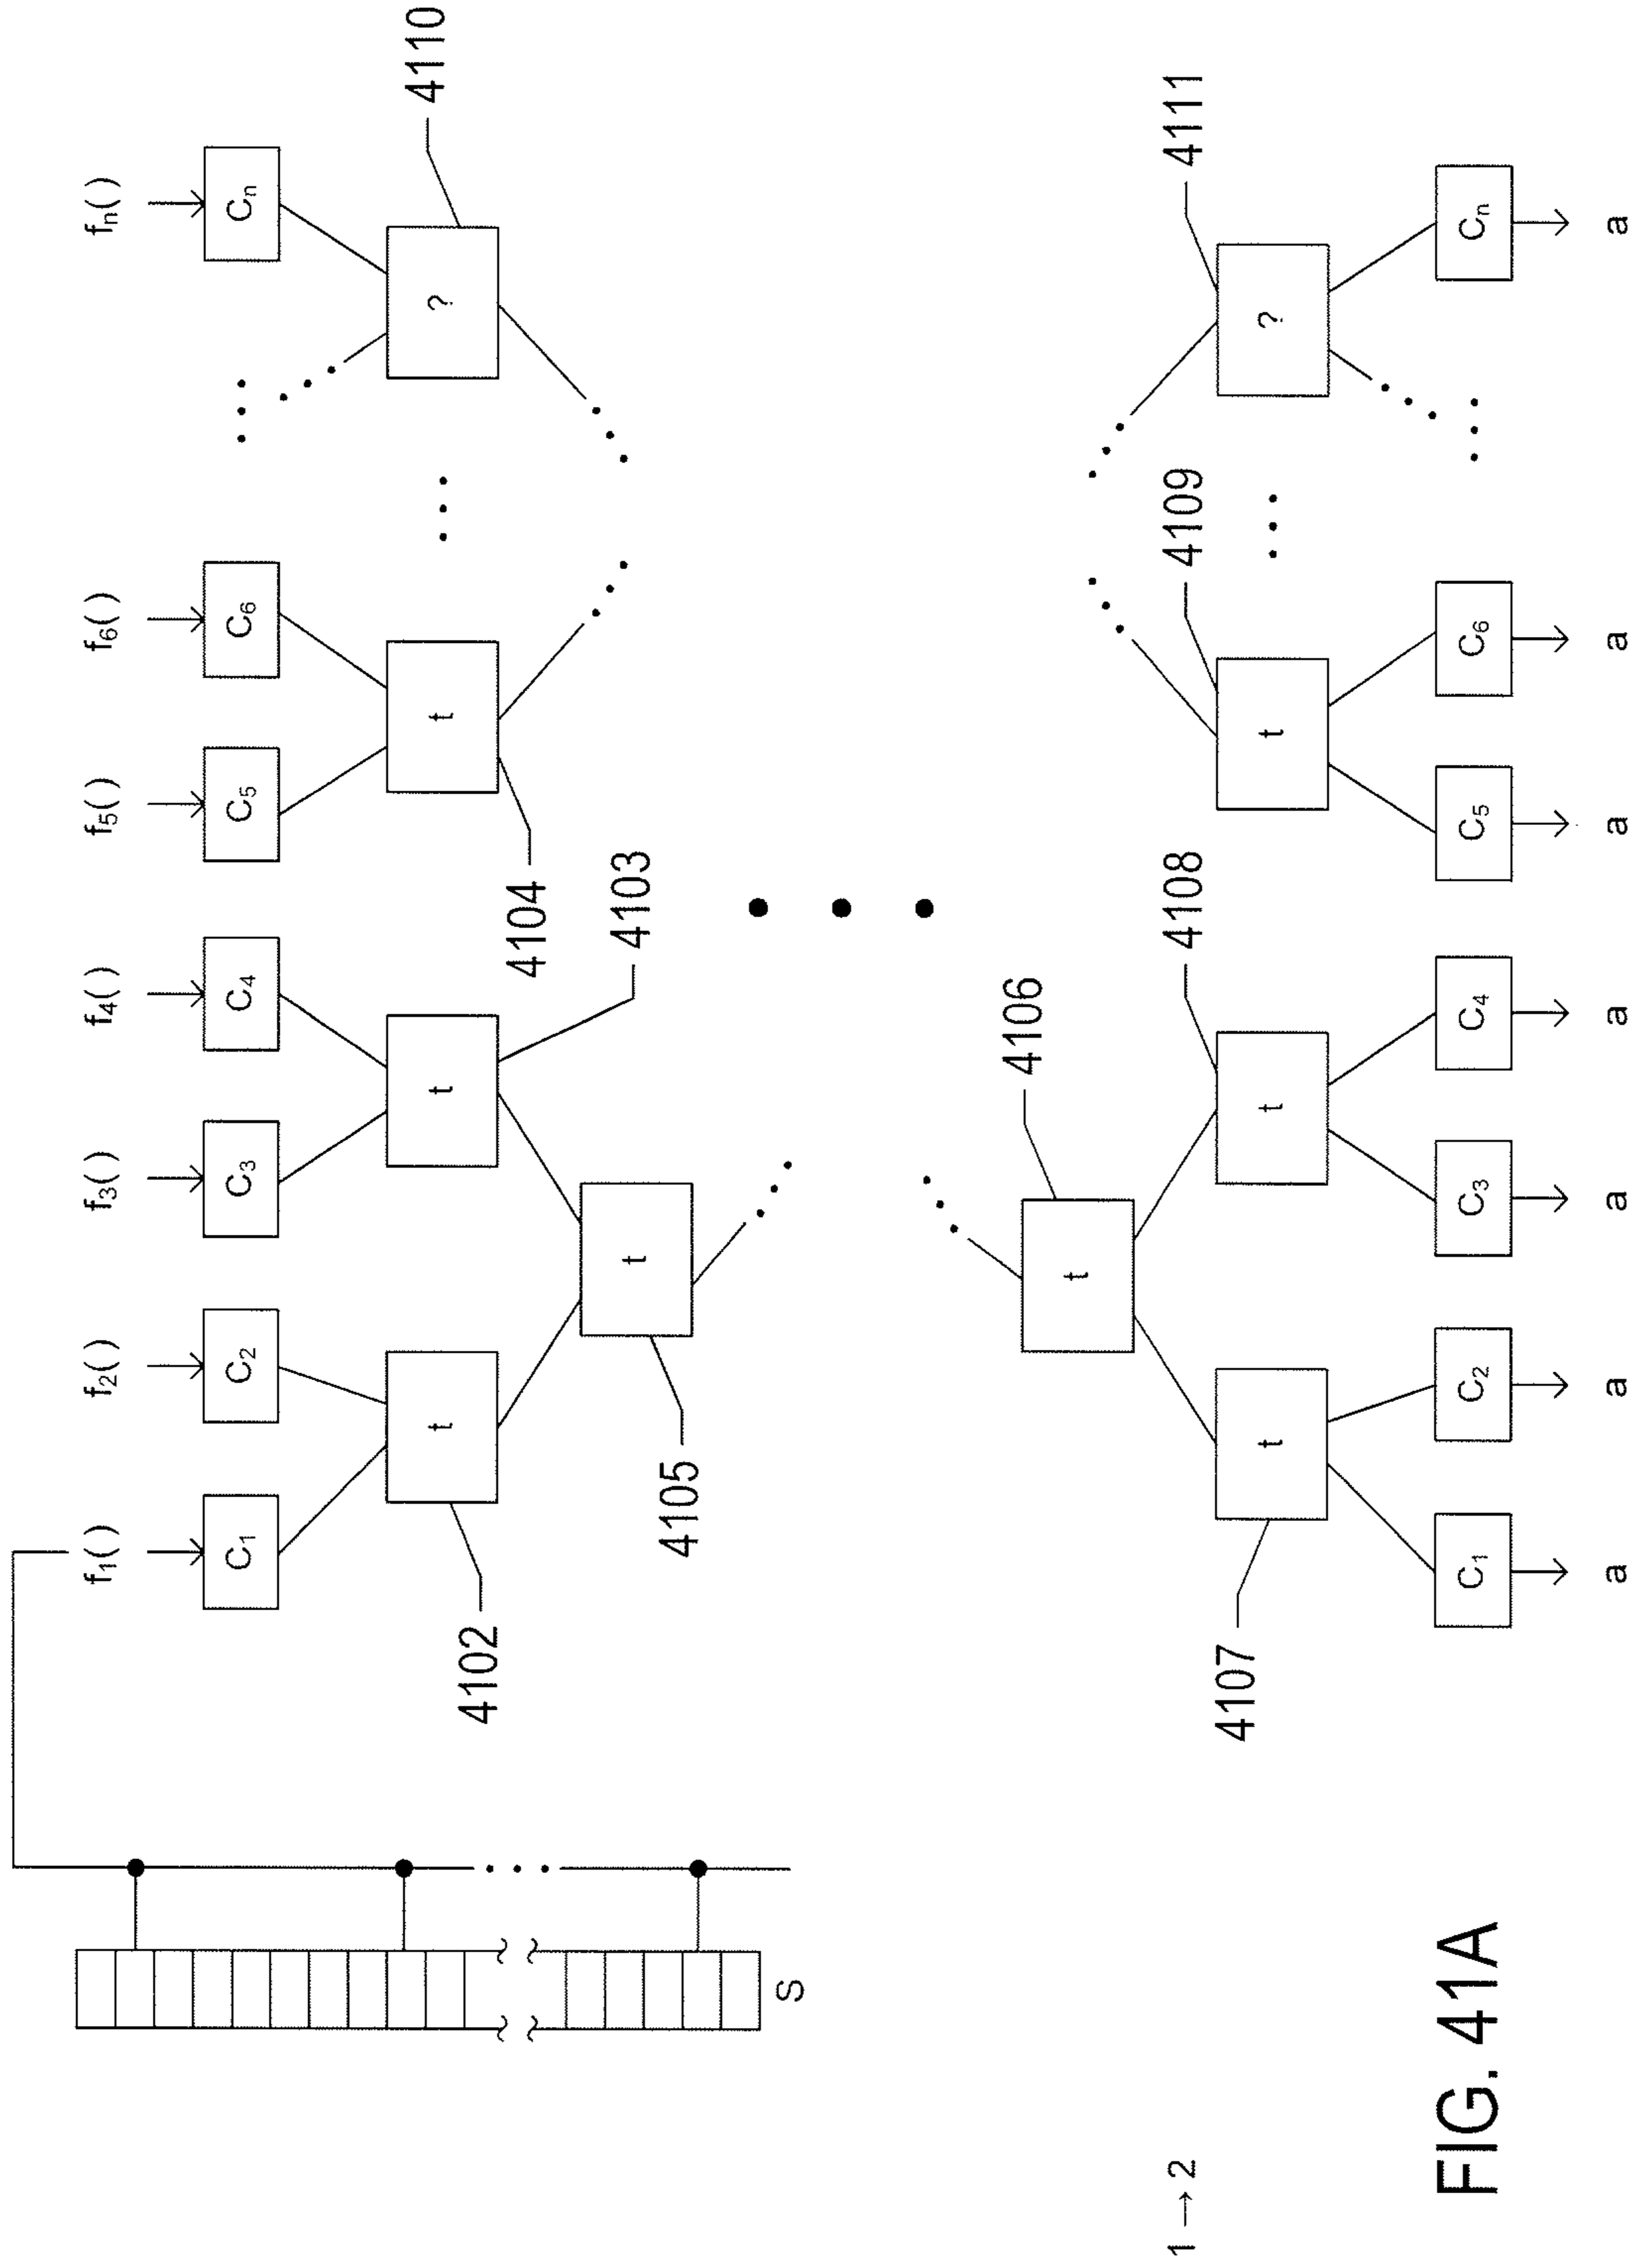 f1() f2() f3() f4() f5() f6() fn()
C1 C2 C3 C4 C5 C6 Cn
4110
t t t ?
4102 4104
4103
t
4105
S
4106
t
4108 4109 4111
4107
t t t ?
C1 C2 C3 C4 C5 C6 Cn
a a a a a a a
1 → 2
FIG. 41A